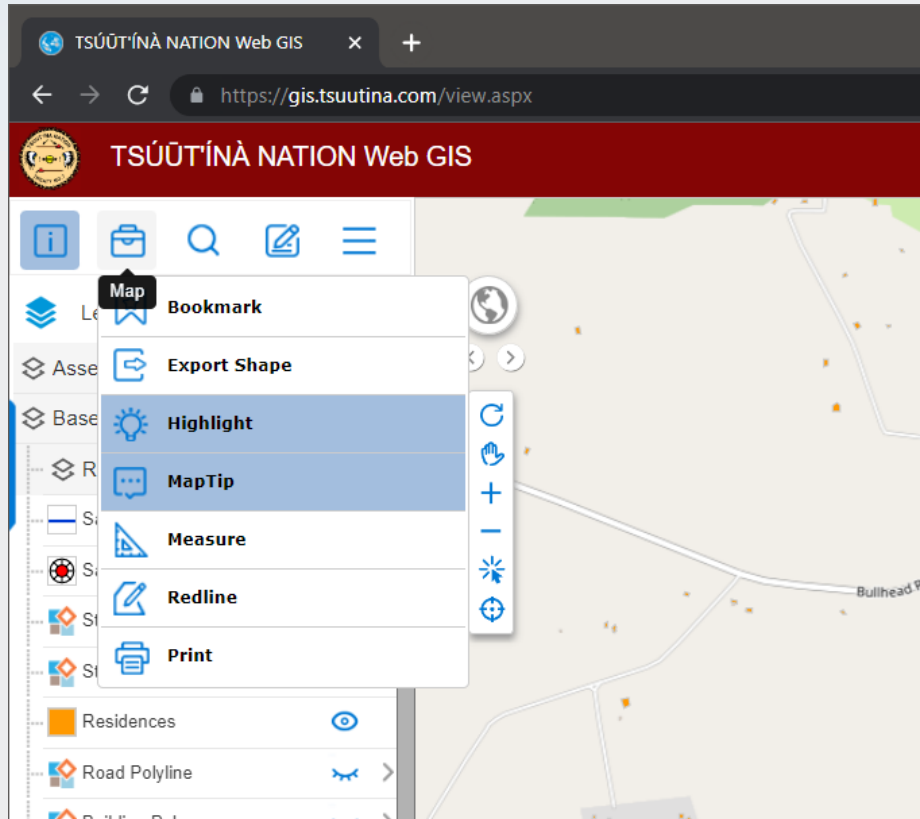 TSÚŪT'ÍNÀ NATION Web GIS
https://gis.tsuutina.com/view.aspx
TSÚŪT'ÍNÀ NATION Web GIS
Map
Bookmark
Export Shape
Highlight
MapTip
Measure
Redline
Print
Residences
Road Polyline
Bullhead